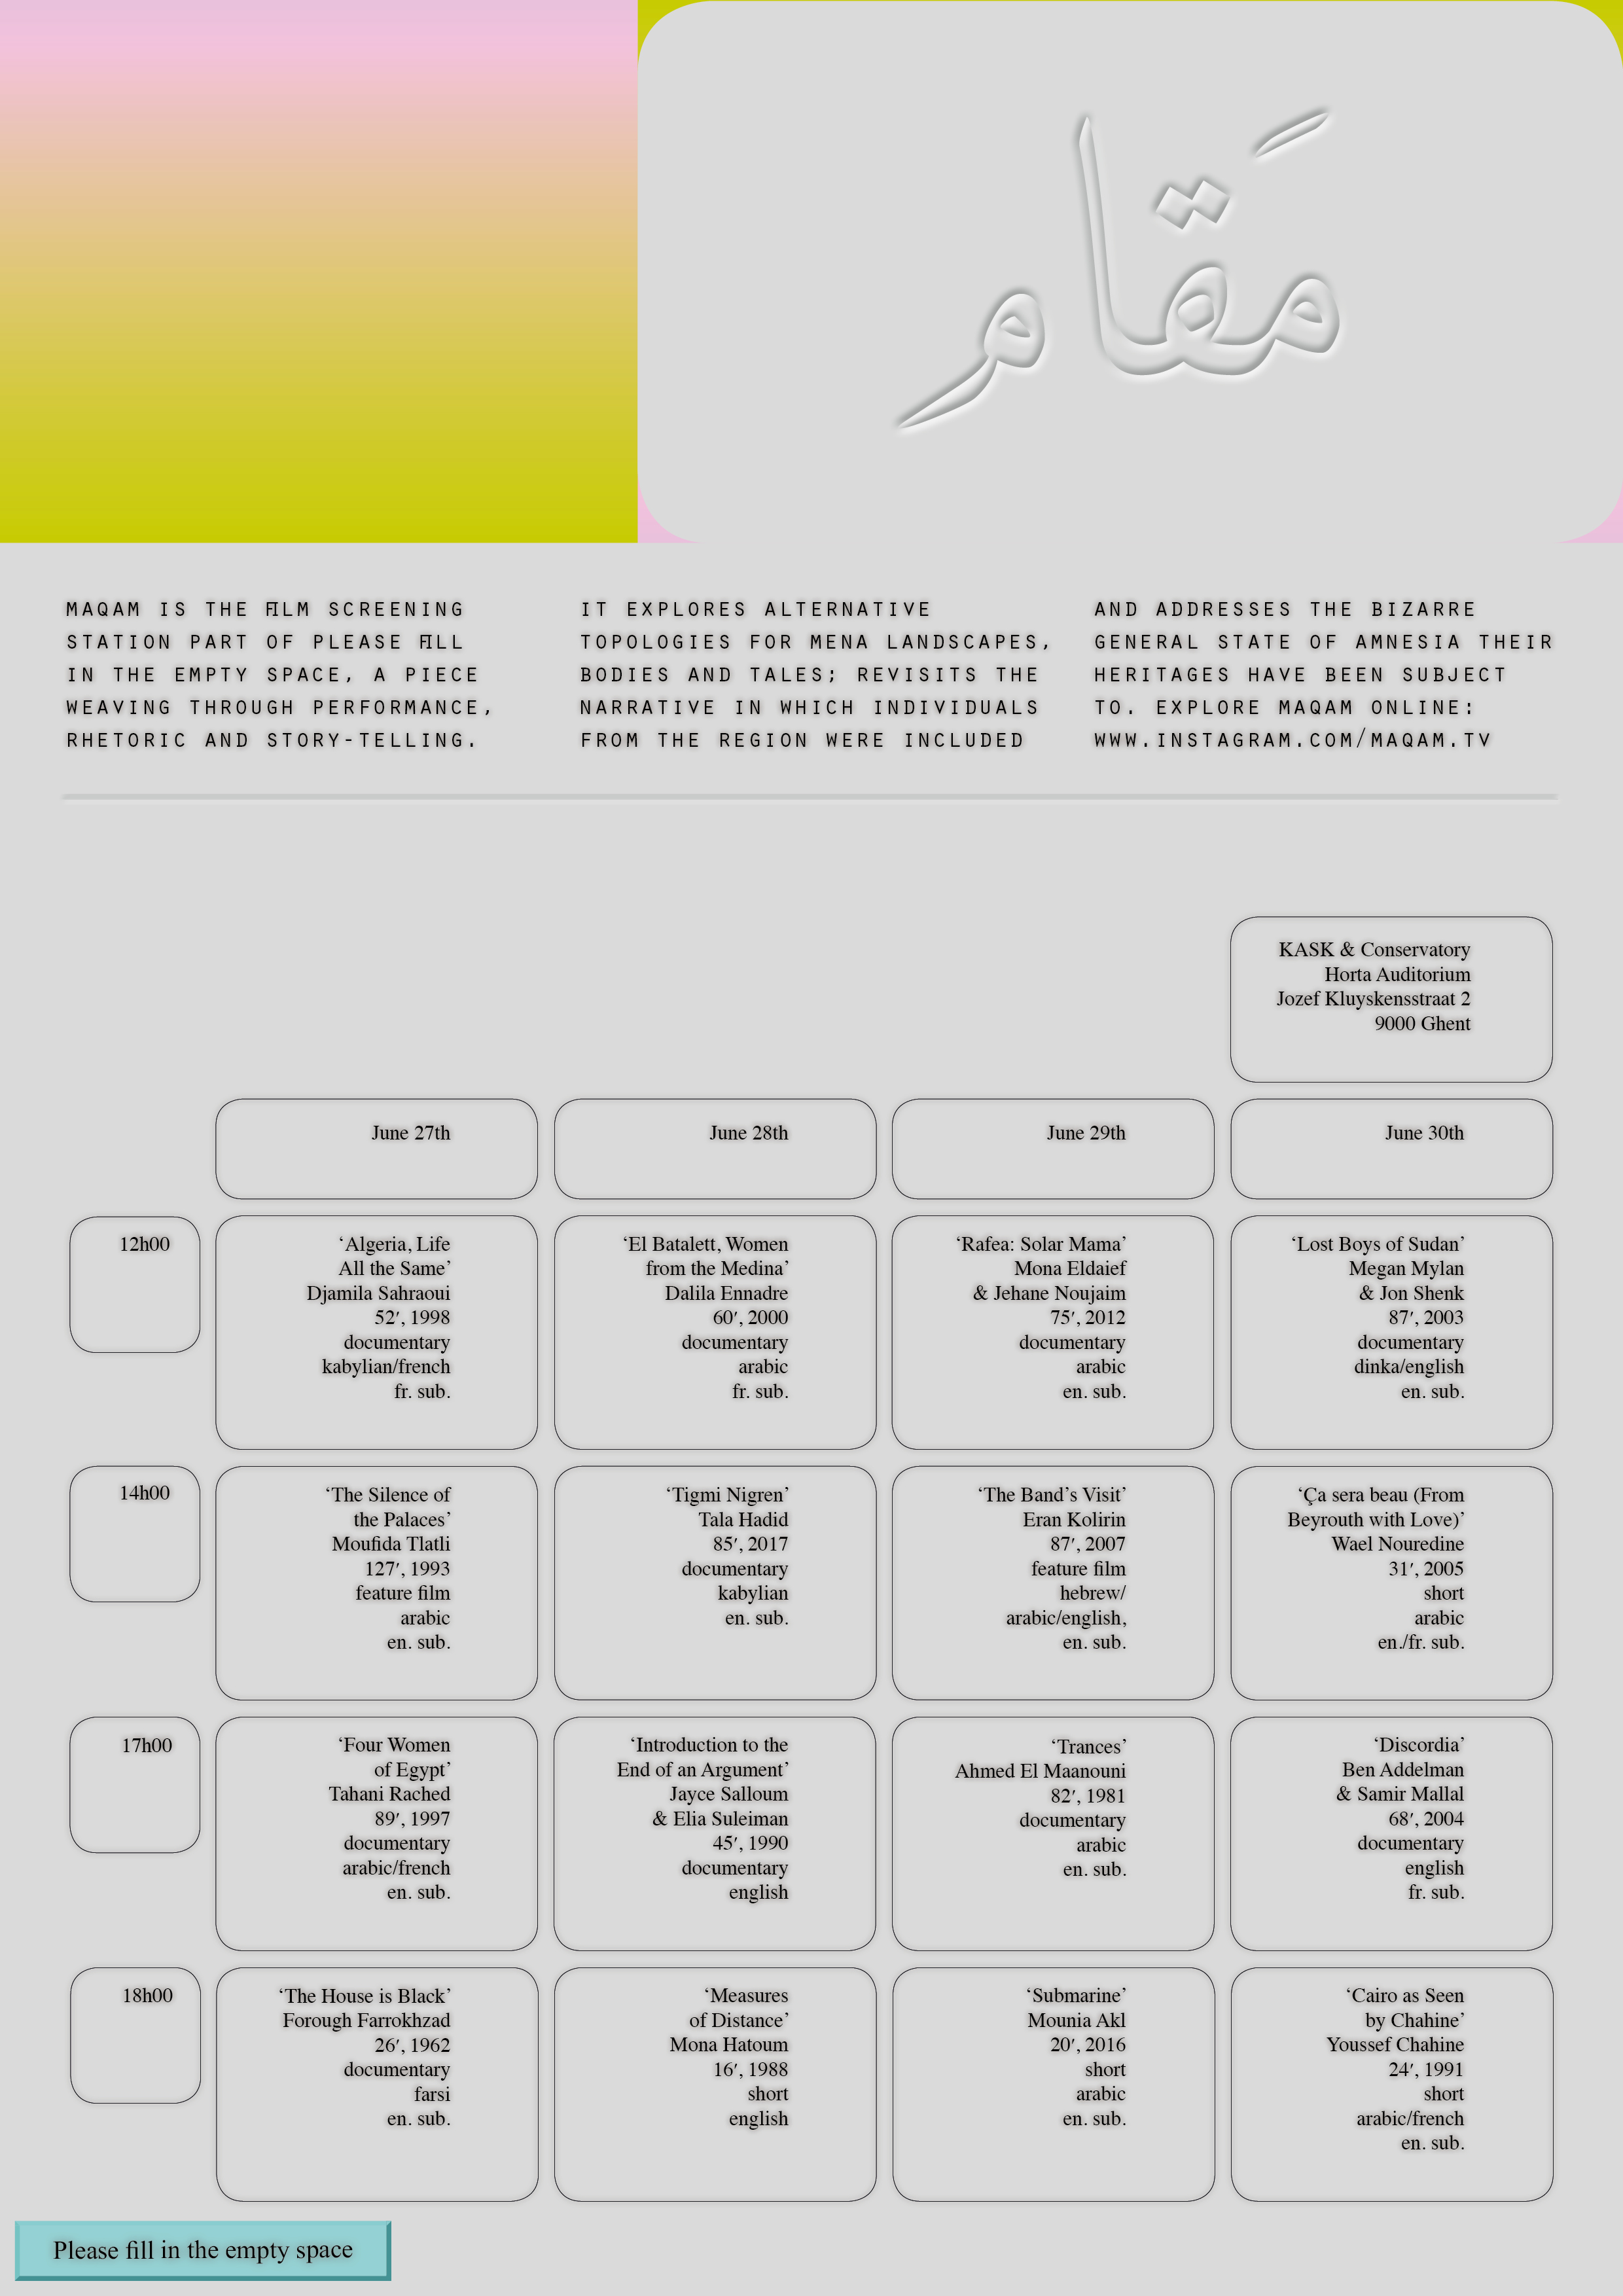 مَقام
MAQAM IS THE FILM SCREENING
STATION PART OF PLEASE FILL
IN THE EMPTY SPACE, A PIECE
WEAVING THROUGH PERFORMANCE,
RHETORIC AND STORY-TELLING.
IT EXPLORES ALTERNATIVE
TOPOLOGIES FOR MENA LANDSCAPES,
BODIES AND TALES; REVISITS THE
NARRATIVE IN WHICH INDIVIDUALS
FROM THE REGION WERE INCLUDED
AND ADDRESSES THE BIZARRE
GENERAL STATE OF AMNESIA THEIR
HERITAGES HAVE BEEN SUBJECT
TO. EXPLORE MAQAM ONLINE:
WWW.INSTAGRAM.COM/MAQAM.TV
KASK & Conservatory
Horta Auditorium
Jozef Kluyskensstraat 2
9000 Ghent
June 27th
June 28th
June 29th
June 30th
12h00
‘Algeria, Life
All the Same’
Djamila Sahraoui
52′, 1998
documentary
kabylian/french
fr. sub.
‘El Batalett, Women
from the Medina’
Dalila Ennadre
60′, 2000
documentary
arabic
fr. sub.
‘Rafea: Solar Mama’
Mona Eldaief
& Jehane Noujaim
75′, 2012
documentary
arabic
en. sub.
‘Lost Boys of Sudan’
Megan Mylan
& Jon Shenk
87′, 2003
documentary
dinka/english
en. sub.
14h00
‘The Silence of
the Palaces’
Moufida Tlatli
127′, 1993
feature film
arabic
en. sub.
‘Tigmi Nigren’
Tala Hadid
85′, 2017
documentary
kabylian
en. sub.
‘The Band’s Visit’
Eran Kolirin
87′, 2007
feature film
hebrew/
arabic/english,
en. sub.
‘Ça sera beau (From
Beyrouth with Love)’
Wael Nouredine
31′, 2005
short
arabic
en./fr. sub.
17h00
‘Four Women
of Egypt’
Tahani Rached
89′, 1997
documentary
arabic/french
en. sub.
‘Introduction to the
End of an Argument’
Jayce Salloum
& Elia Suleiman
45′, 1990
documentary
english
‘Trances’
Ahmed El Maanouni
82′, 1981
documentary
arabic
en. sub.
‘Discordia’
Ben Addelman
& Samir Mallal
68′, 2004
documentary
english
fr. sub.
18h00
‘The House is Black’
Forough Farrokhzad
26′, 1962
documentary
farsi
en. sub.
‘Measures
of Distance’
Mona Hatoum
16′, 1988
short
english
‘Submarine’
Mounia Akl
20′, 2016
short
arabic
en. sub.
‘Cairo as Seen
by Chahine’
Youssef Chahine
24′, 1991
short
arabic/french
en. sub.
Please fill in the empty space